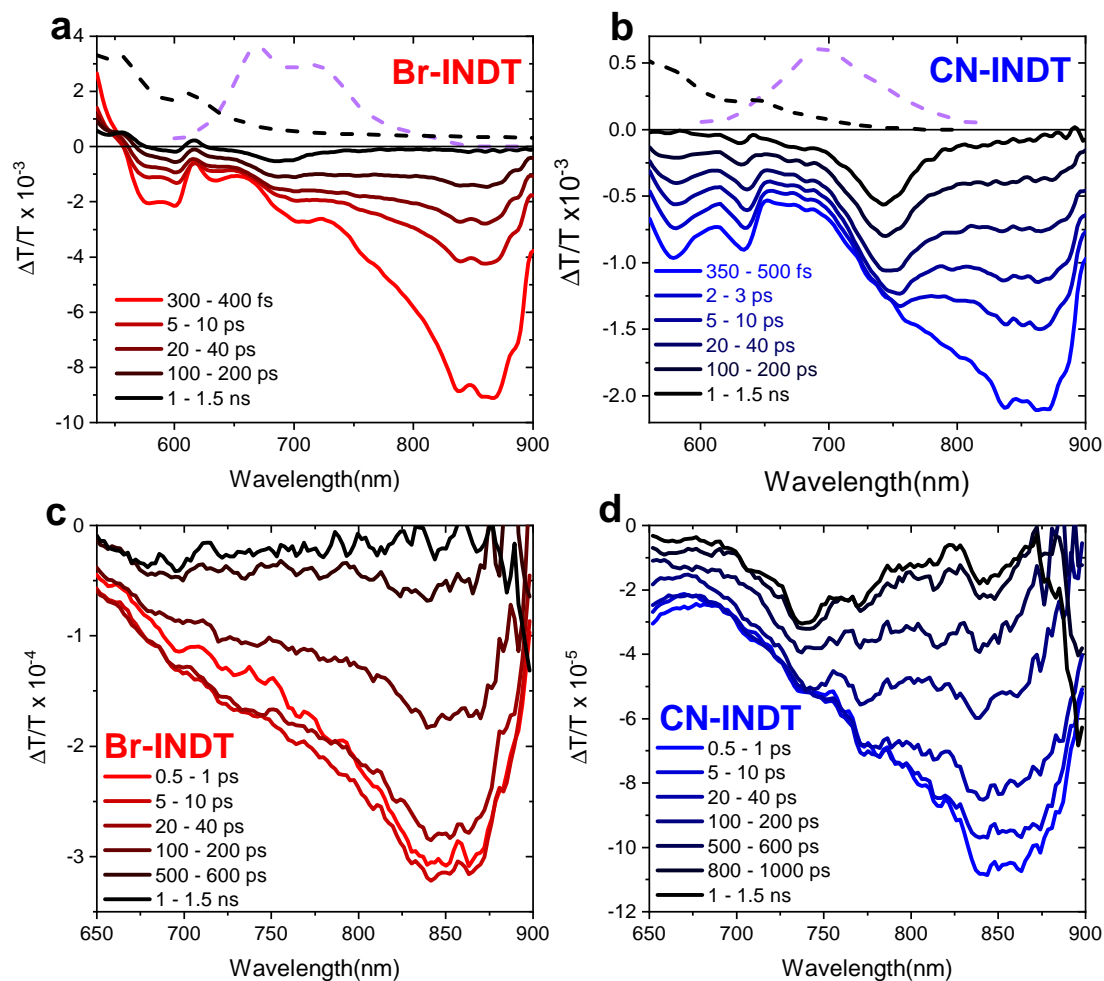 a
Br-INDT
4
2
0
-2
-4
-6
-8
-10
ΔT/T x 10⁻³
300 - 400 fs
5 - 10 ps
20 - 40 ps
100 - 200 ps
1 - 1.5 ns
600
700
800
900
Wavelength(nm)
b
CN-INDT
0.5
0.0
-0.5
-1.0
-1.5
-2.0
ΔT/T x10⁻³
350 - 500 fs
2 - 3 ps
5 - 10 ps
20 - 40 ps
100 - 200 ps
1 - 1.5 ns
600
700
800
900
Wavelength(nm)
c
0
-1
-2
-3
ΔT/T x 10⁻⁴
Br-INDT
0.5 - 1 ps
5 - 10 ps
20 - 40 ps
100 - 200 ps
500 - 600 ps
1 - 1.5 ns
650
700
750
800
850
900
Wavelength(nm)
d
0
-2
-4
-6
-8
-10
-12
ΔT/T x 10⁻⁵
CN-INDT
0.5 - 1 ps
5 - 10 ps
20 - 40 ps
100 - 200 ps
500 - 600 ps
800 - 1000 ps
1 - 1.5 ns
650
700
750
800
850
900
Wavelength(nm)